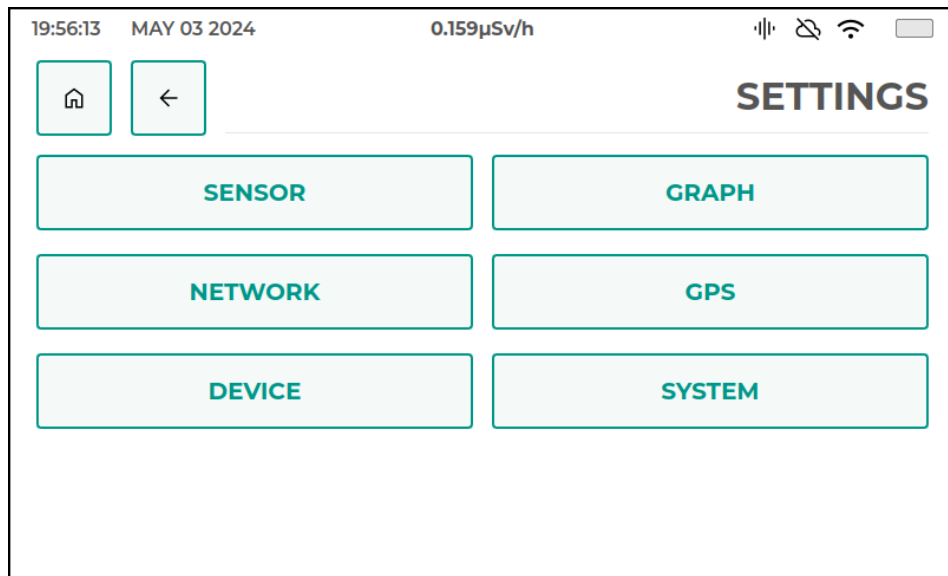 19:56:13 MAY 03 2024 0.159µSv/h
SETTINGS
SENSOR GRAPH
NETWORK GPS
DEVICE SYSTEM